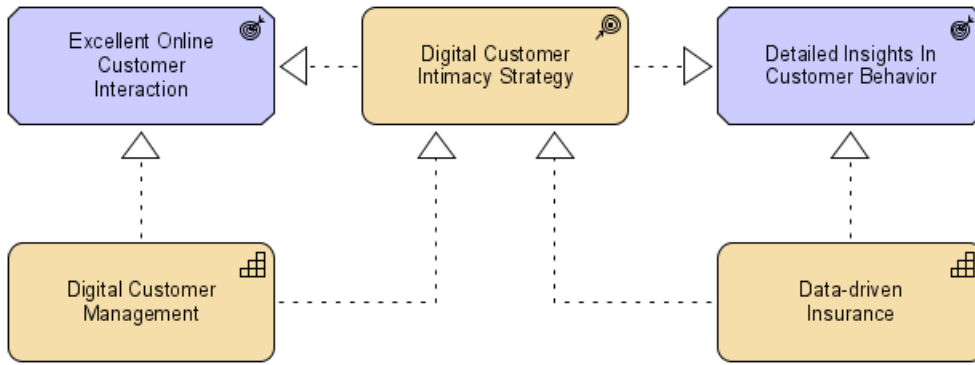 Excellent Online
Customer
Interaction
Digital Customer
Intimacy Strategy
Detailed Insights In
Customer Behavior
Digital Customer
Management
Data-driven
Insurance